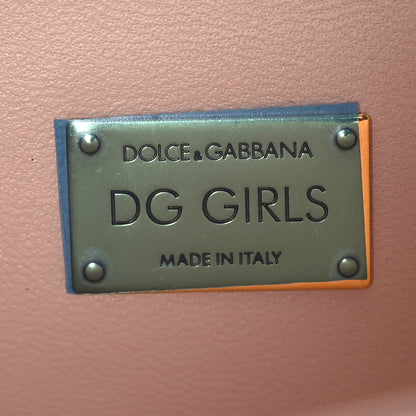 DOLCE & GABBANA
DG GIRLS
MADE IN ITALY